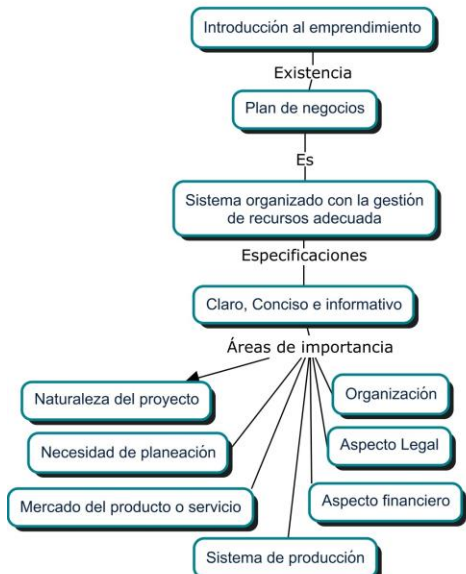 Introducción al emprendimiento
Existencia
Plan de negocios
Es
Sistema organizado con la gestión
de recursos adecuada
Especificaciones
Claro, Conciso e informativo
Áreas de importancia
Naturaleza del proyecto
Organización
Necesidad de planeación
Aspecto Legal
Mercado del producto o servicio
Aspecto financiero
Sistema de producción